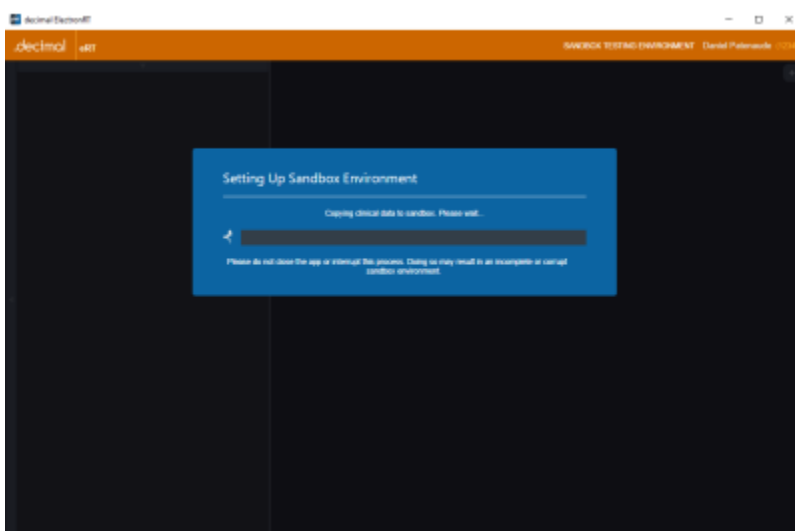 .decimal ElectronRT
.decimal eRT
SANDBOX TESTING ENVIRONMENT Daniel Patenaude
Setting Up Sandbox Environment
Copying clinical data to sandbox. Please wait...
Please do not close the app or interrupt this process. Doing so may result in an incomplete or corrupt
sandbox environment.